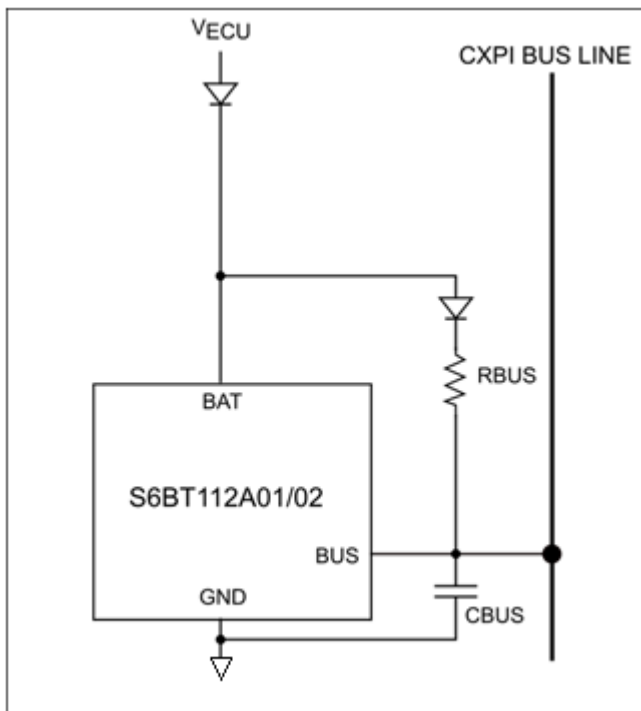 VECU
CXPI BUS LINE
RBUS
BAT
S6BT112A01/02
BUS
GND
CBUS